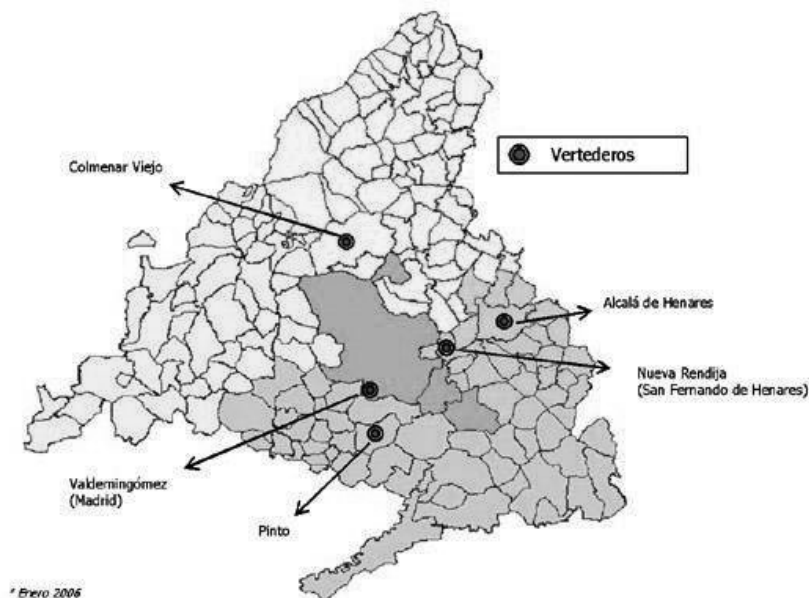 Colmenar Viejo
Vertederos
Alcalá de Henares
Nueva Rendija
(San Fernando de Henares)
Valdemingómez
(Madrid)
Pinto
* Enero 2006